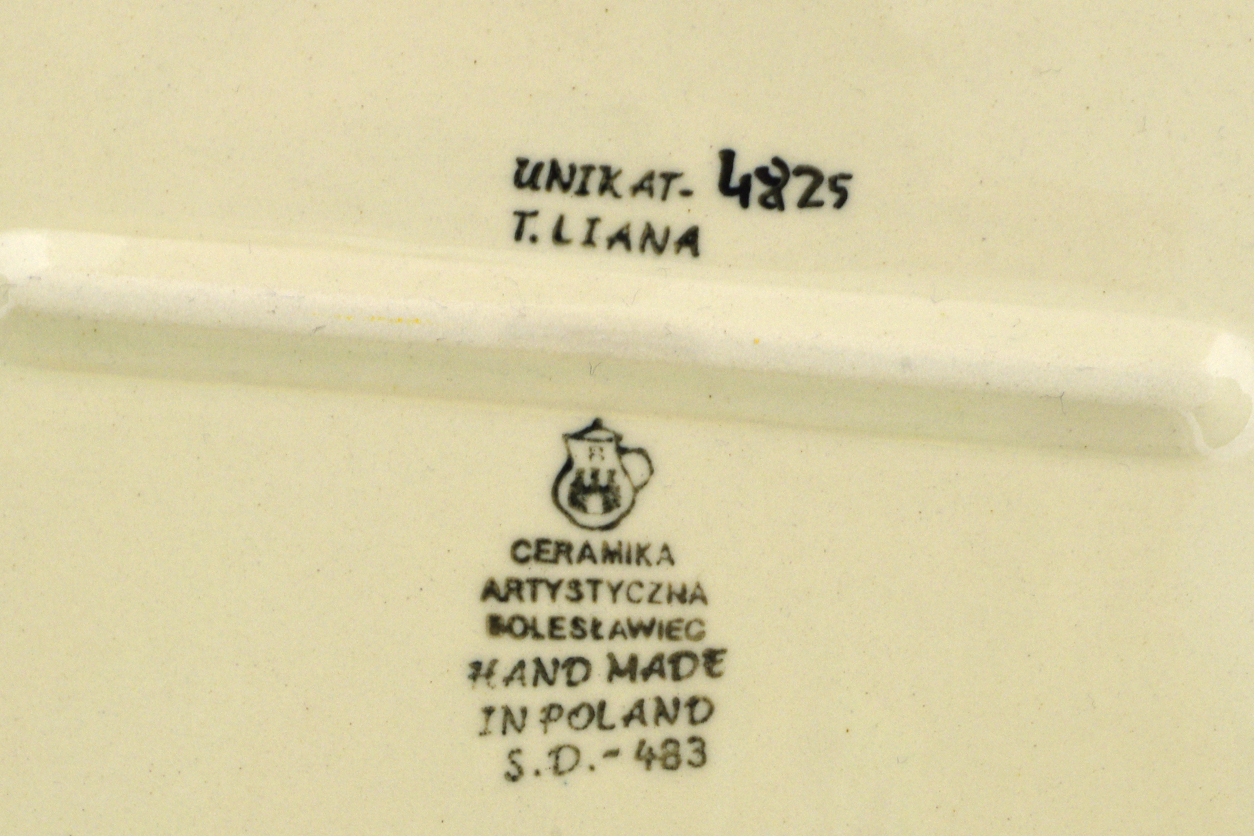 UNIKAT- 4825
T. LIANA
B
CERAMIKA
ARTYSTYCZNA
BOLESŁAWIEC
HAND MADE
IN POLAND
S.D.- 483